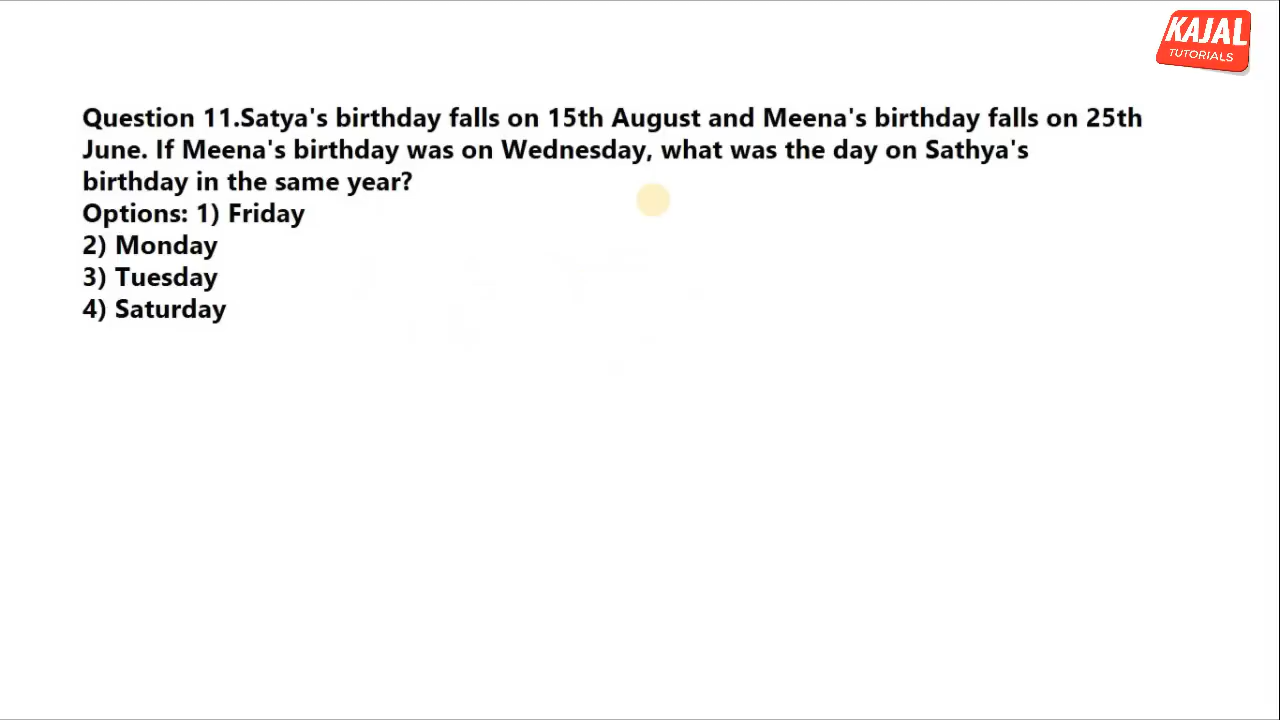 KAJAL
TUTORIALS
Question 11.Satya's birthday falls on 15th August and Meena's birthday falls on 25th
June. If Meena's birthday was on Wednesday, what was the day on Sathya's
birthday in the same year?
Options: 1) Friday
2) Monday
3) Tuesday
4) Saturday